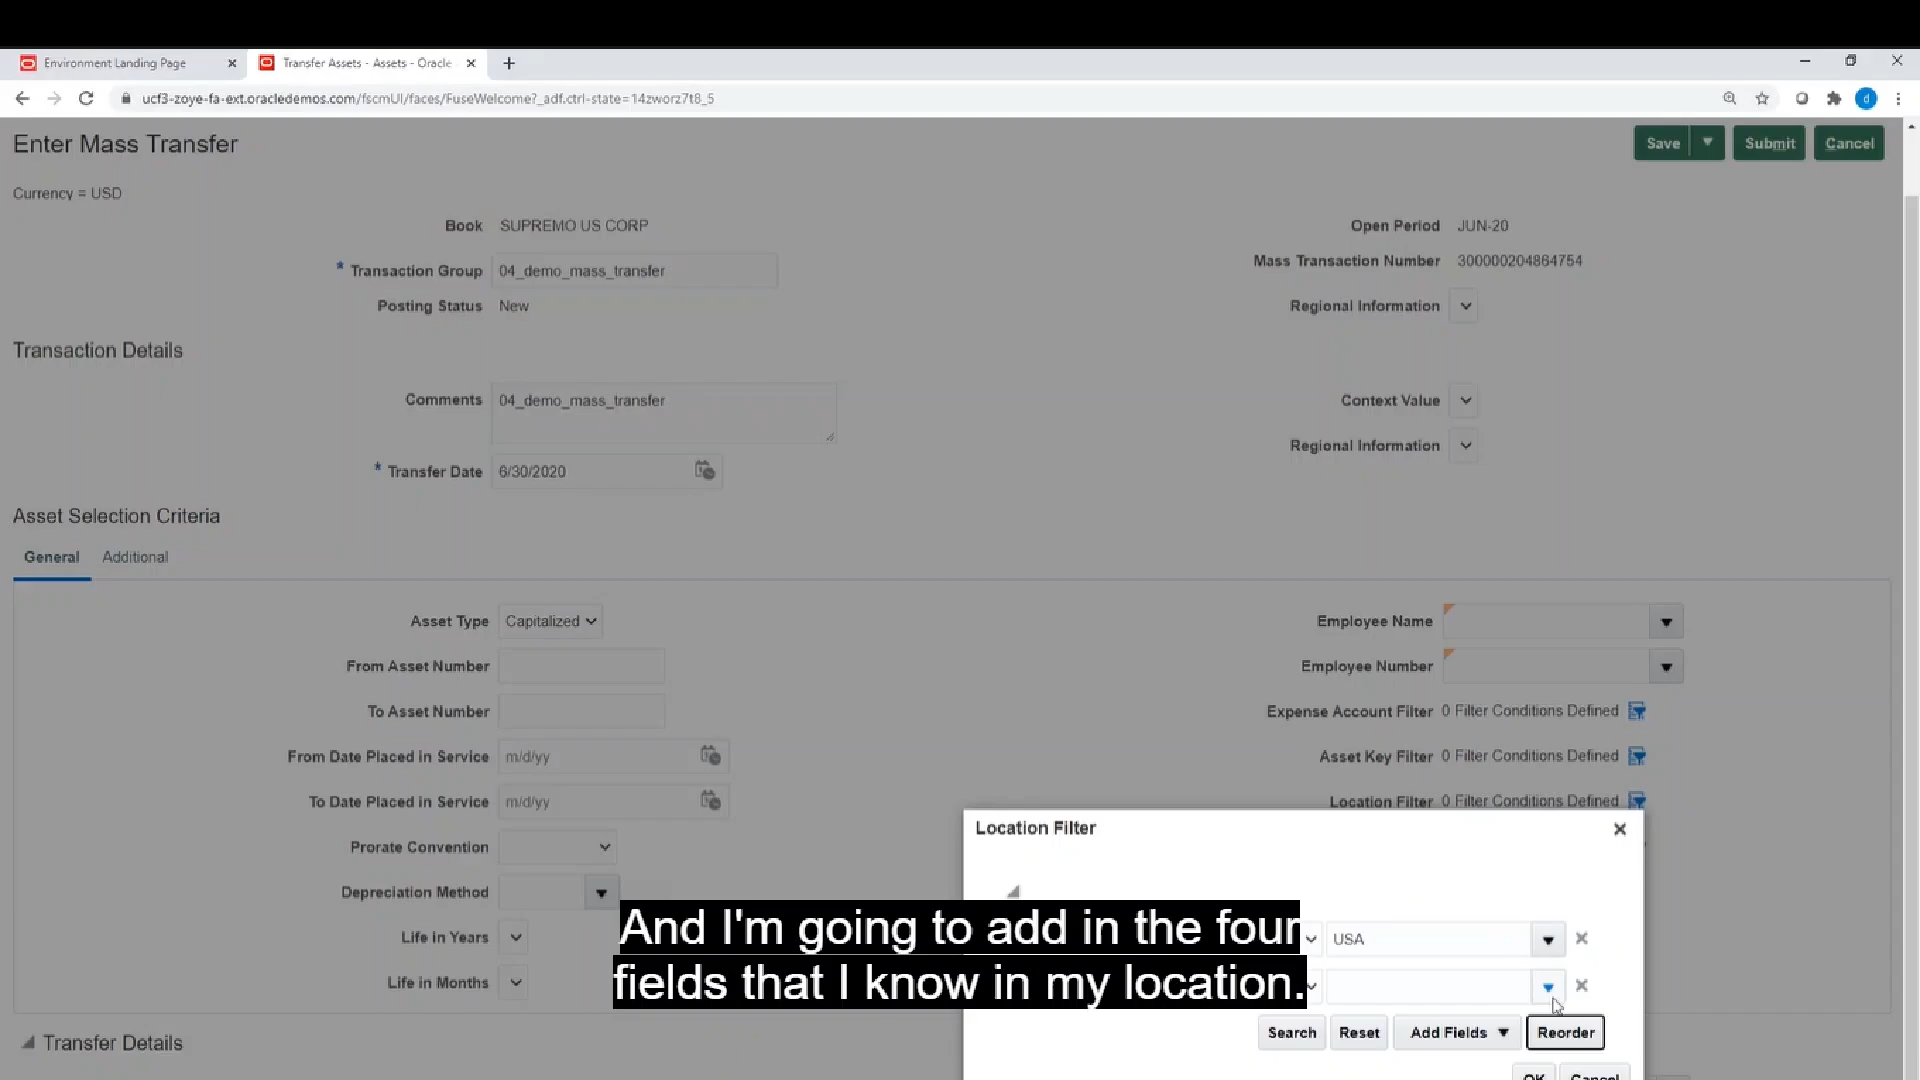 Environment Landing Page
Transfer Assets - Assets - Oracle
ucf3-zoye-fa-ext.oracledemos.com/fscmUI/faces/FuseWelcome?_adf.ctrl-state=14zworz7t8_5
d
Enter Mass Transfer
Save
Submit
Cancel
Currency = USD
Book SUPREMO US CORP
Open Period JUN-20
* Transaction Group 04_demo_mass_transfer
Mass Transaction Number 300000204864754
Posting Status New
Regional Information
Transaction Details
Comments 04_demo_mass_transfer
Context Value
Regional Information
* Transfer Date 6/30/2020
Asset Selection Criteria
General Additional
Asset Type Capitalized
Employee Name
From Asset Number
Employee Number
To Asset Number
Expense Account Filter 0 Filter Conditions Defined
From Date Placed in Service m/d/yy
Asset Key Filter 0 Filter Conditions Defined
To Date Placed in Service m/d/yy
Location Filter 0 Filter Conditions Defined
Prorate Convention
Depreciation Method
Life in Years
Life in Months
Location Filter
USA
Search Reset Add Fields Reorder
OK Cancel
And I'm going to add in the four
fields that I know in my location.
Transfer Details